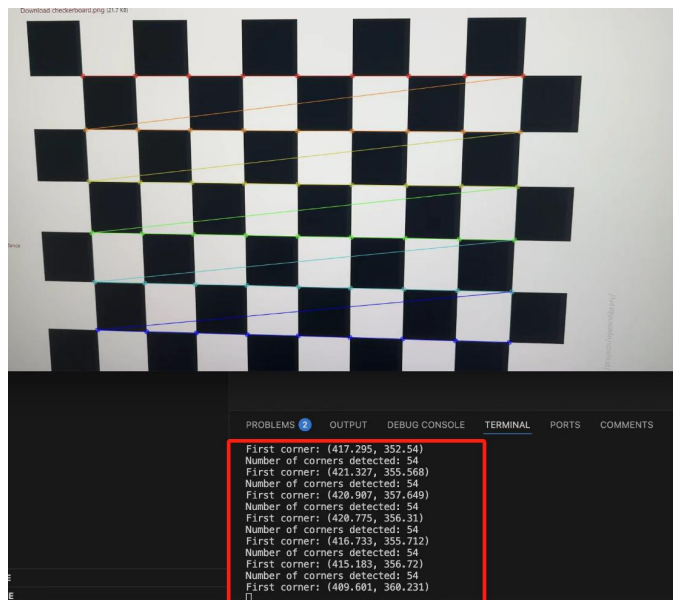 Download checkerboard.png (21.7 KB)
PROBLEMS 2 OUTPUT DEBUG CONSOLE TERMINAL PORTS COMMENTS
First corner: (417.295, 352.54)
Number of corners detected: 54
First corner: (421.327, 355.568)
Number of corners detected: 54
First corner: (420.907, 357.649)
Number of corners detected: 54
First corner: (420.775, 356.31)
Number of corners detected: 54
First corner: (416.733, 355.712)
Number of corners detected: 54
First corner: (415.183, 356.72)
Number of corners detected: 54
First corner: (409.601, 360.231)
E
E